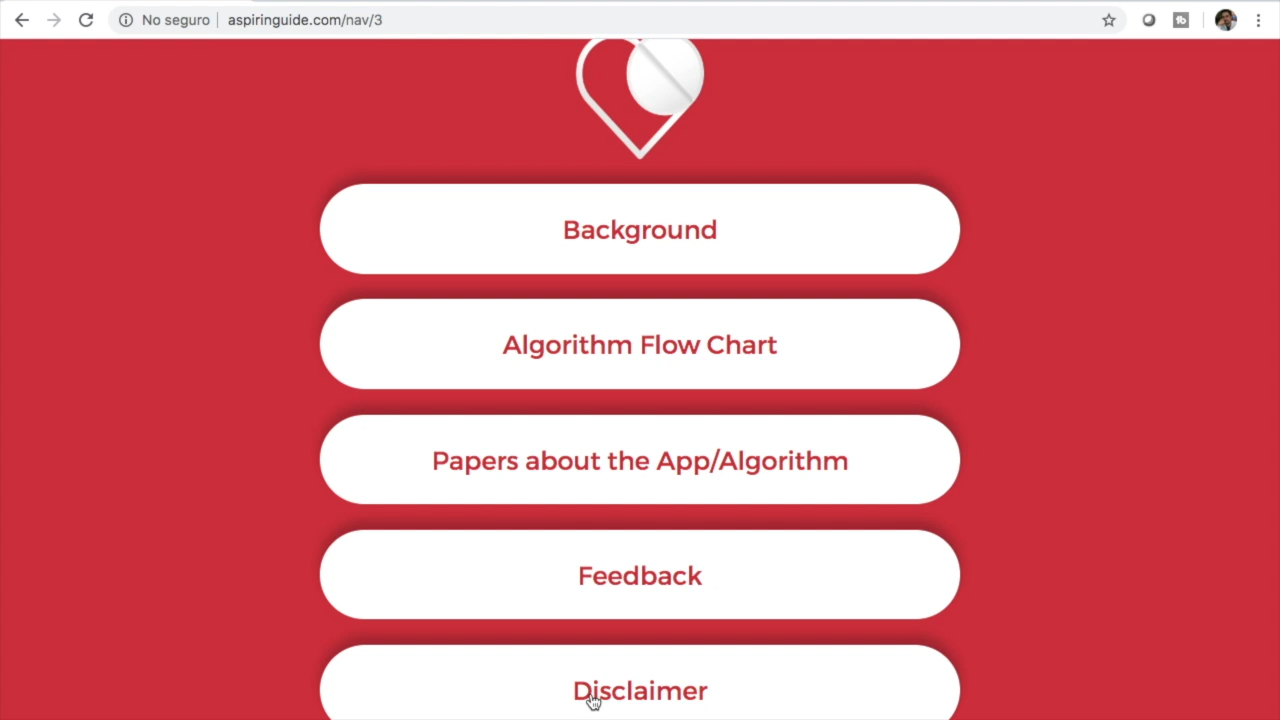 No seguro aspiringuide.com/nav/3
Background
Algorithm Flow Chart
Papers about the App/Algorithm
Feedback
Disclaimer